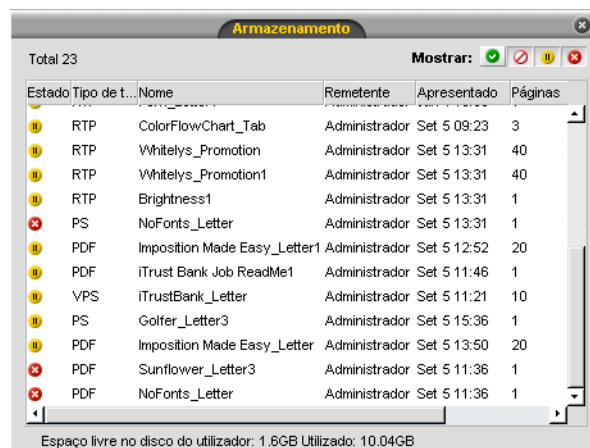 Armazenamento
Total 23 Mostrar:
Estado Tipo de t... Nome Remetente Apresentado Páginas
RTP ColorFlowChart_Tab Administrador Set 5 09:23 3
RTP Whitelys_Promotion Administrador Set 5 13:31 40
RTP Whitelys_Promotion1 Administrador Set 5 13:31 40
RTP Brightness1 Administrador Set 5 13:31 1
PS NoFonts_Letter Administrador Set 5 13:31 1
PDF Imposition Made Easy_Letter1 Administrador Set 5 12:52 20
PDF iTrust Bank Job ReadMe1 Administrador Set 5 11:46 1
VPS iTrustBank_Letter Administrador Set 5 11:21 10
PS Golfer_Letter3 Administrador Set 5 15:36 1
PDF Imposition Made Easy_Letter Administrador Set 5 13:50 20
PDF Sunflower_Letter3 Administrador Set 5 11:36 1
PDF NoFonts_Letter Administrador Set 5 11:36 1
Espaço livre no disco do utilizador: 1.6GB Utilizado: 10.04GB